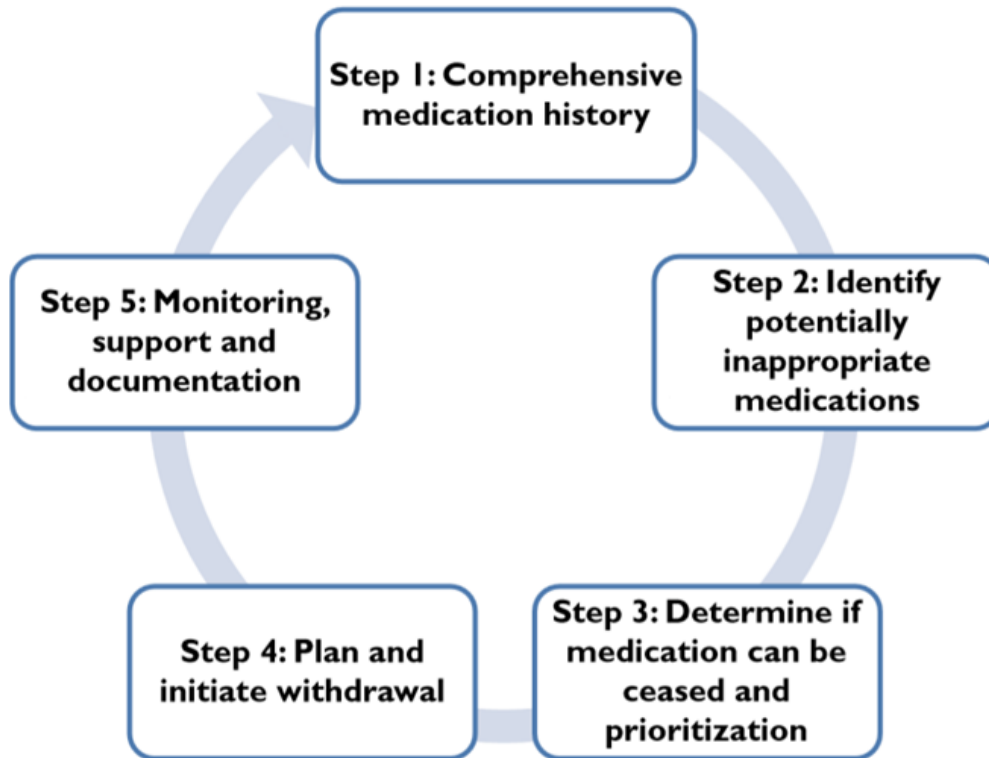 Step 1: Comprehensive
medication history
Step 2: Identify
potentially
inappropriate
medications
Step 3: Determine if
medication can be
ceased and
prioritization
Step 4: Plan and
initiate withdrawal
Step 5: Monitoring,
support and
documentation